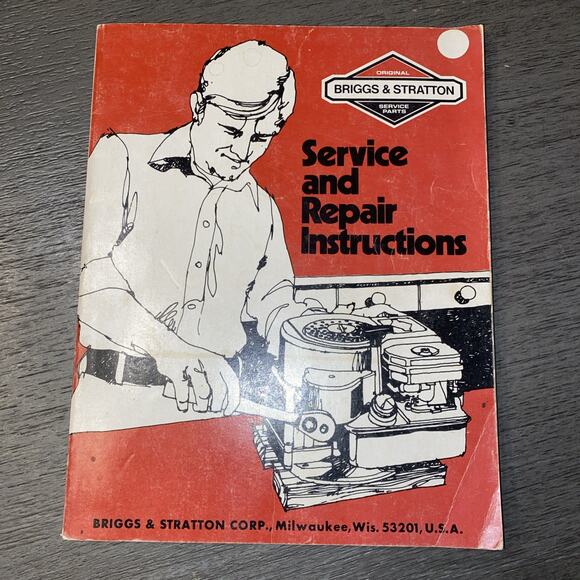 ORIGINAL
BRIGGS & STRATTON
SERVICE
PARTS
Service
and
Repair
Instructions
BRIGGS & STRATTON CORP., Milwaukee, Wis. 53201, U.S.A.